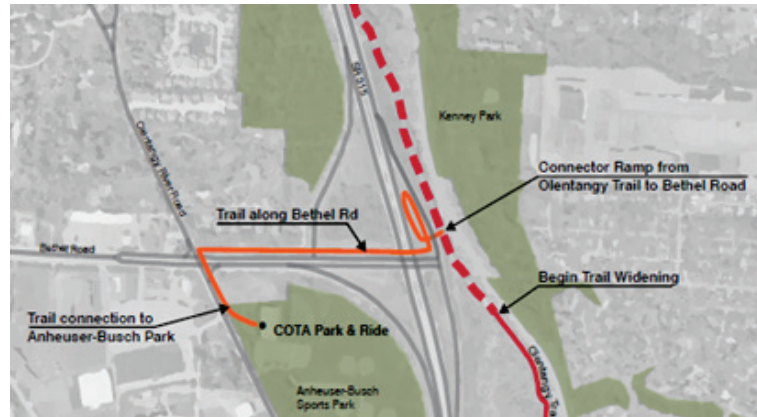 SR 315
Kenney Park
Olentangy River Road
Connector Ramp from
Olentangy Trail to Bethel Road
Trail along Bethel Rd
Bethel Road
Begin Trail Widening
Trail connection to
Anheuser-Busch Park
COTA Park & Ride
Anheuser-Busch
Sports Park
Olentangy